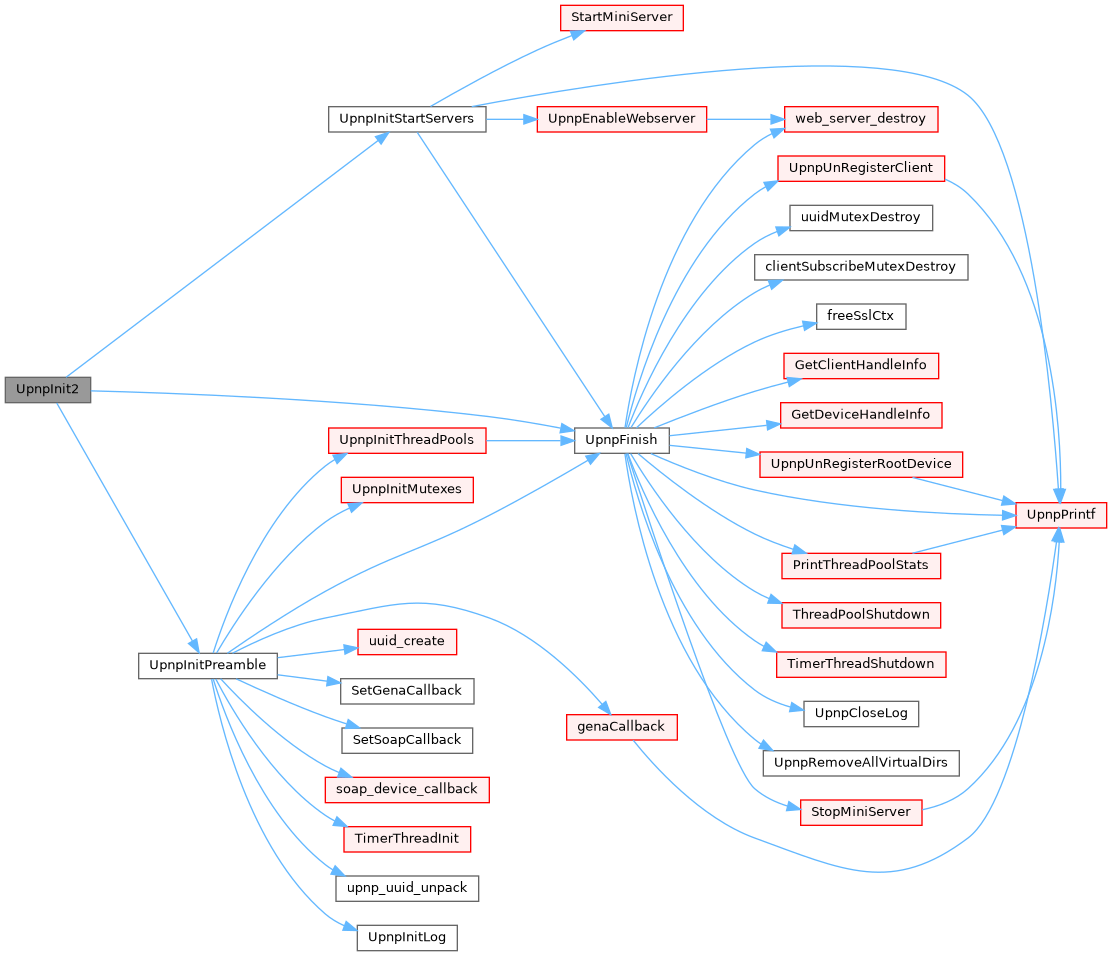 StartMiniServer
UpnpInitStartServers
UpnpEnableWebserver
web_server_destroy
UpnpUnRegisterClient
uuidMutexDestroy
clientSubscribeMutexDestroy
freeSslCtx
GetClientHandleInfo
UpnpInit2
GetDeviceHandleInfo
UpnpInitThreadPools
UpnpFinish
UpnpUnRegisterRootDevice
UpnpInitMutexes
UpnpPrintf
PrintThreadPoolStats
ThreadPoolShutdown
uuid_create
UpnpInitPreamble
TimerThreadShutdown
SetGenaCallback
UpnpCloseLog
genaCallback
SetSoapCallback
UpnpRemoveAllVirtualDirs
soap_device_callback
StopMiniServer
TimerThreadInit
upnp_uuid_unpack
UpnpInitLog